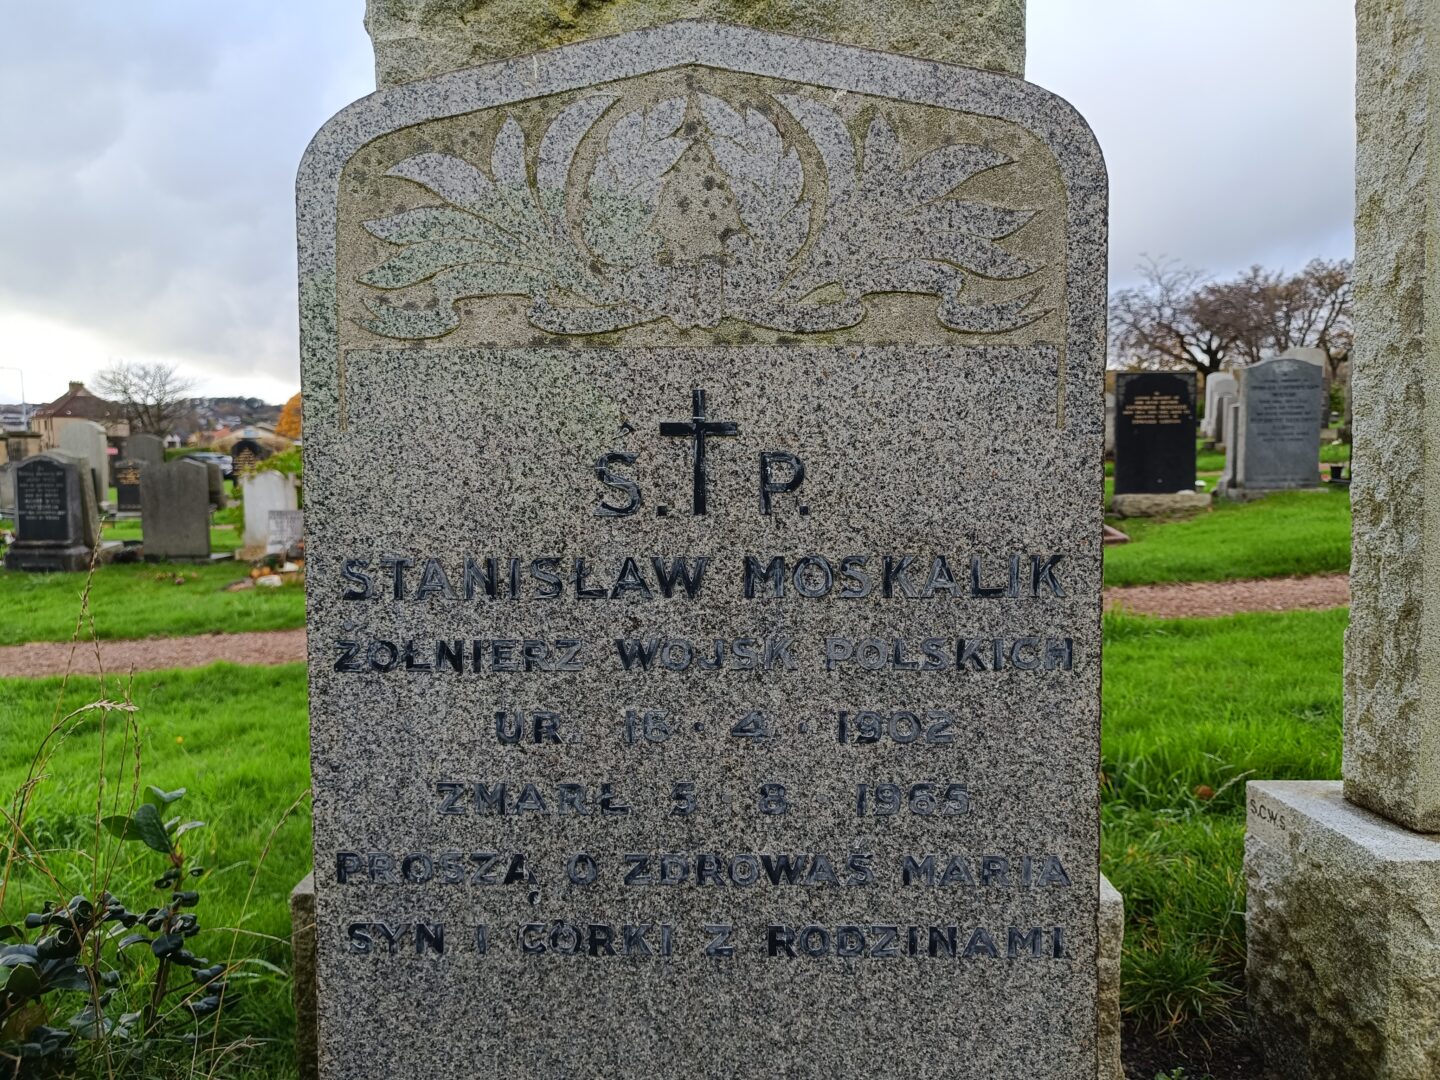 Ś. P.
STANISŁAW MOSKALIK
ŻOŁNIERZ WOJSK POLSKICH
UR. 16 · 4 · 1902
ZMARŁ 5 · 8 · 1965
PROSZĄ O ZDROWAŚ MARIA
SYN I CÓRKI Z RODZINAMI
S.C.W.S